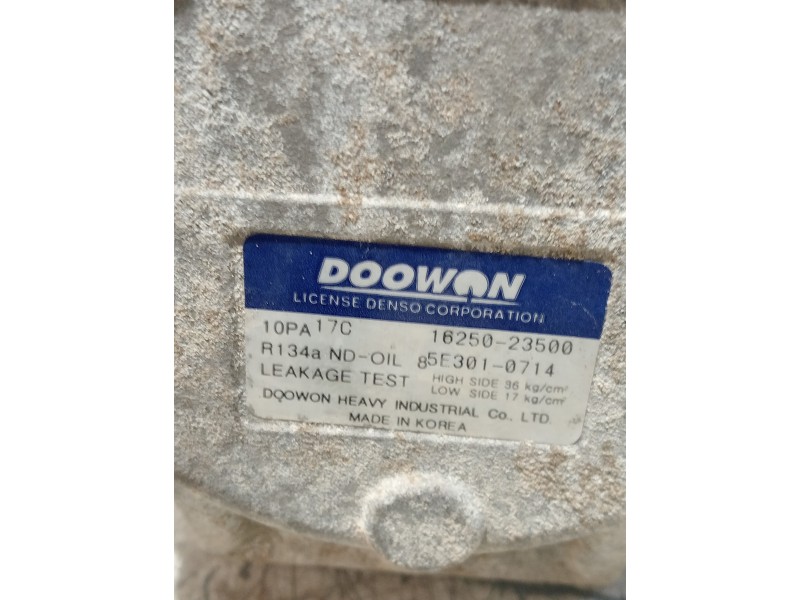 DOOWON
LICENSE DENSO CORPORATION
10PA17C 16250-23500
R134a ND-OIL 8 5E301-0714
LEAKAGE TEST HIGH SIDE 36 kg/cm²
LOW SIDE 17 kg/cm²
DOOWON HEAVY INDUSTRIAL Co., LTD.
MADE IN KOREA